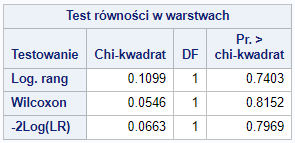 Test równości w warstwach
Testowanie Chi-kwadrat DF Pr. > chi-kwadrat
Log. rang 0.1099 1 0.7403
Wilcoxon 0.0546 1 0.8152
-2Log(LR) 0.0663 1 0.7969